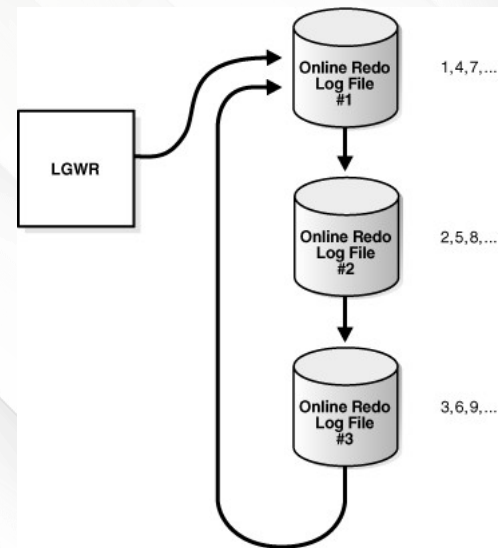 Online Redo
Log File
#1
1,4,7,...
LGWR
Online Redo
Log File
#2
2,5,8,...
Online Redo
Log File
#3
3,6,9,...